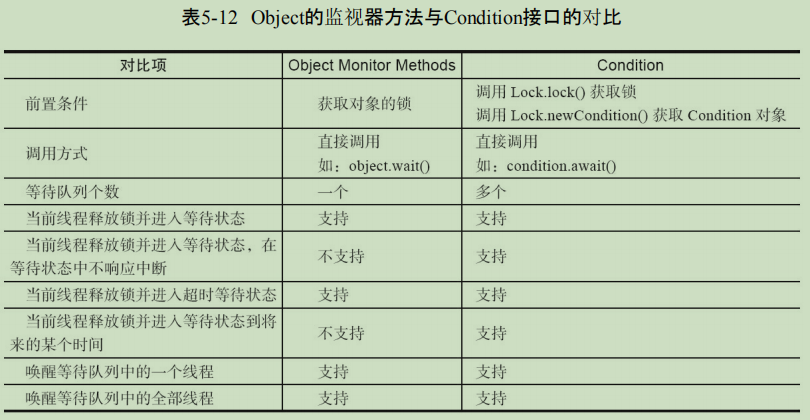 表5-12 Object的监视器方法与Condition接口的对比
对比项 Object Monitor Methods Condition
前置条件 获取对象的锁 调用 Lock.lock() 获取锁
调用 Lock.newCondition() 获取 Condition 对象
调用方式 直接调用 直接调用
如：object.wait() 如：condition.await()
等待队列个数 一个 多个
当前线程释放锁并进入等待状态 支持 支持
当前线程释放锁并进入等待状态，在
等待状态中不响应中断 不支持 支持
当前线程释放锁并进入超时等待状态 支持 支持
当前线程释放锁并进入等待状态到将
来的某个时间 不支持 支持
唤醒等待队列中的一个线程 支持 支持
唤醒等待队列中的全部线程 支持 支持